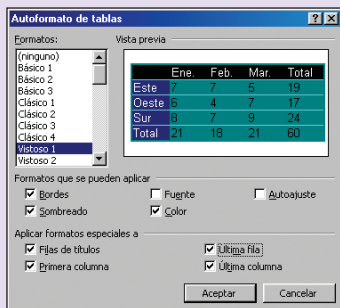 Autoformato de tablas
Formatos:
Vista previa
(ninguno)
Básico 1
Básico 2
Básico 3
Clásico 1
Clásico 2
Clásico 3
Clásico 4
Vistoso 1
Vistoso 2
Ene. Feb. Mar. Total
Este 7 7 5 19
Oeste 6 4 7 17
Sur 8 7 9 24
Total 21 18 21 60
Formatos que se pueden aplicar
Bordes Fuente Autoajuste
Sombreado Color
Aplicar formatos especiales a
Filas de títulos Última fila
Primera columna Última columna
Aceptar Cancelar